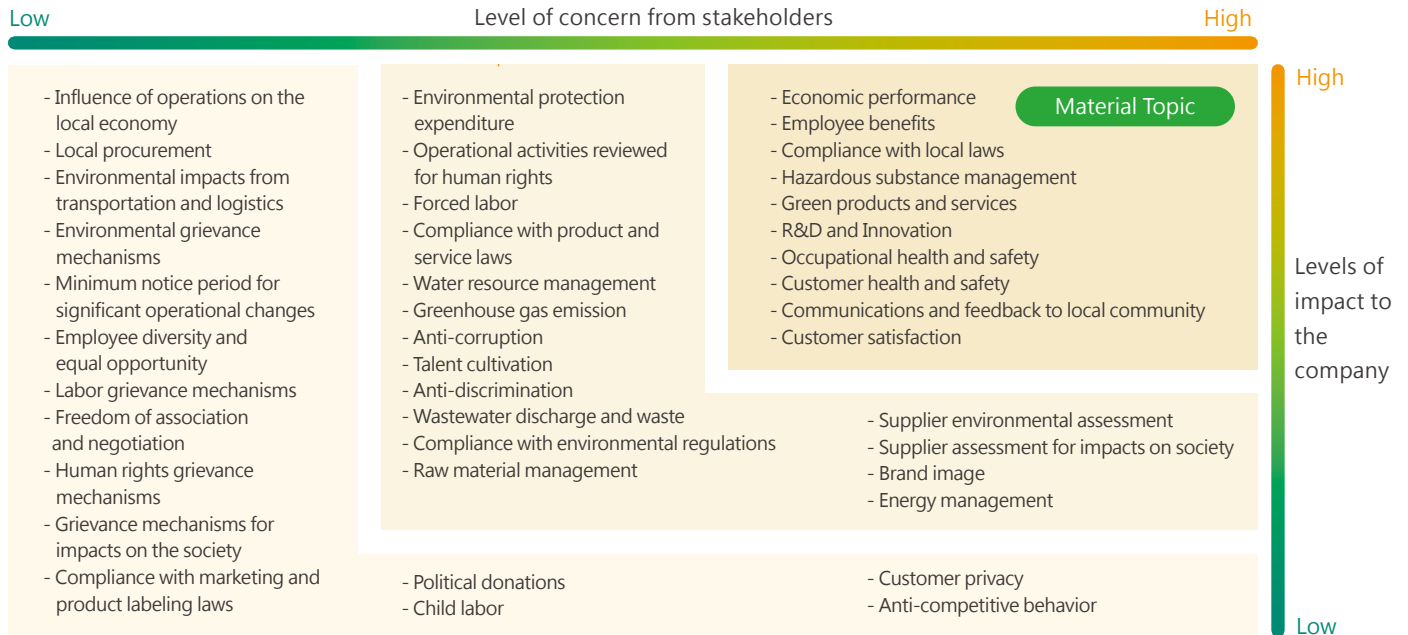 Low
Level of concern from stakeholders
High
- Influence of operations on the
local economy
- Local procurement
- Environmental impacts from
transportation and logistics
- Environmental grievance
mechanisms
- Minimum notice period for
significant operational changes
- Employee diversity and
equal opportunity
- Labor grievance mechanisms
- Freedom of association
and negotiation
- Human rights grievance
mechanisms
- Grievance mechanisms for
impacts on the society
- Compliance with marketing and
product labeling laws
- Environmental protection
expenditure
- Operational activities reviewed
for human rights
- Forced labor
- Compliance with product and
service laws
- Water resource management
- Greenhouse gas emission
- Anti-corruption
- Talent cultivation
- Anti-discrimination
- Wastewater discharge and waste
- Compliance with environmental regulations
- Raw material management
- Political donations
- Child labor
Material Topic
- Economic performance
- Employee benefits
- Compliance with local laws
- Hazardous substance management
- Green products and services
- R&D and Innovation
- Occupational health and safety
- Customer health and safety
- Communications and feedback to local community
- Customer satisfaction
- Supplier environmental assessment
- Supplier assessment for impacts on society
- Brand image
- Energy management
- Customer privacy
- Anti-competitive behavior
High
Levels of
impact to
the
company
Low